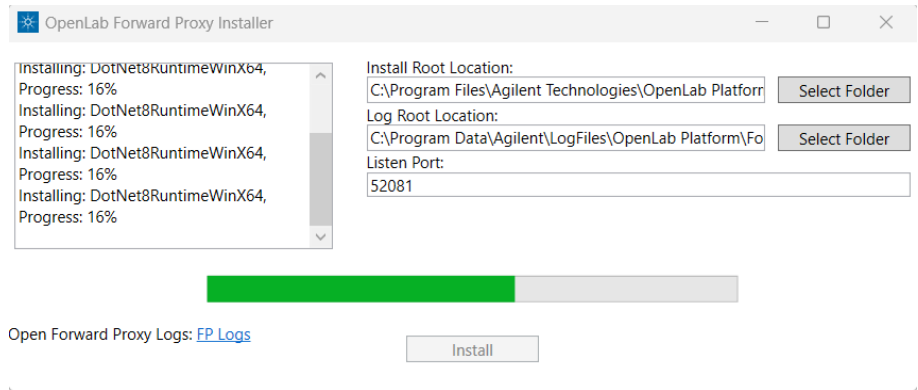 OpenLab Forward Proxy Installer
Installing: DotNet8RuntimeWinX64,
Progress: 16%
Installing: DotNet8RuntimeWinX64,
Progress: 16%
Installing: DotNet8RuntimeWinX64,
Progress: 16%
Installing: DotNet8RuntimeWinX64,
Progress: 16%
Install Root Location:
C:\Program Files\Agilent Technologies\OpenLab Platforr
Select Folder
Log Root Location:
C:\Program Data\Agilent\LogFiles\OpenLab Platform\Fo
Select Folder
Listen Port:
52081
Open Forward Proxy Logs: FP Logs
Install